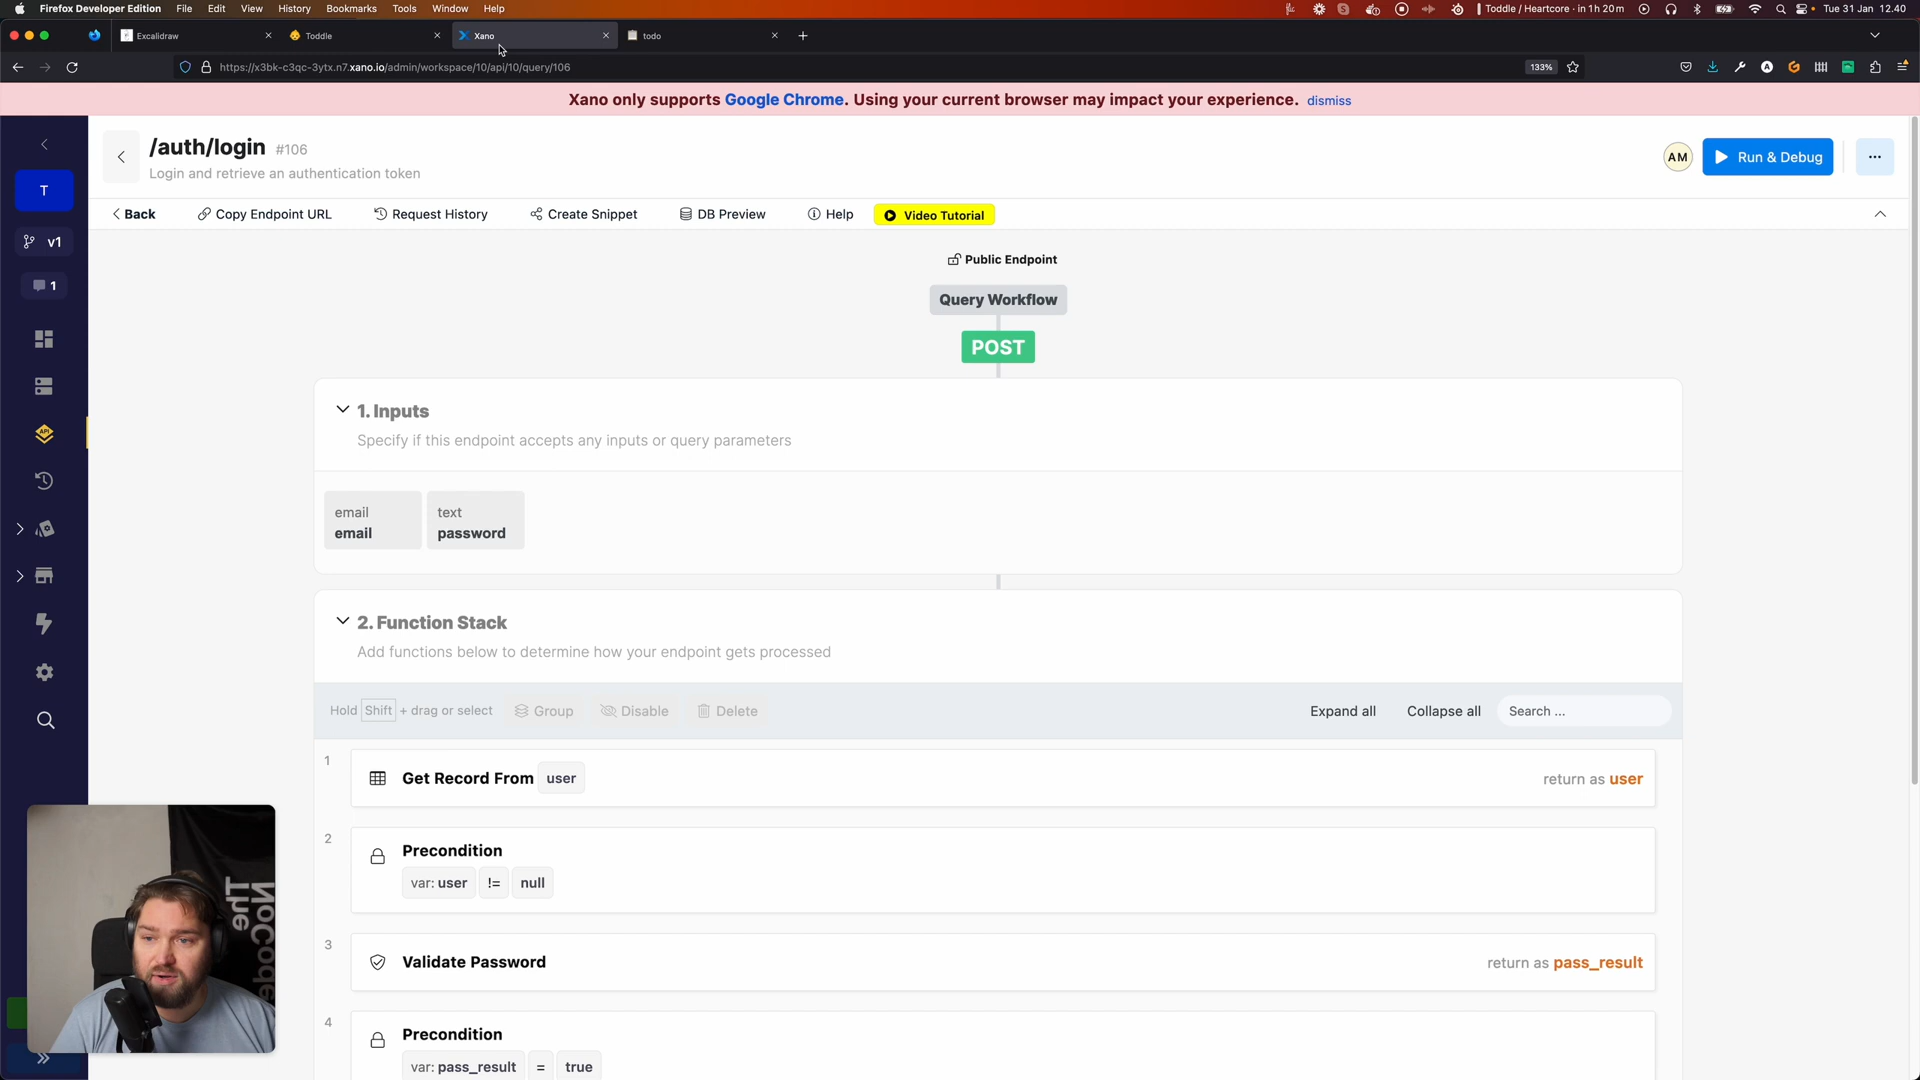 Firefox Developer Edition File Edit View History Bookmarks Tools Window Help
Toddle / Heartcore · in 1h 20m
Tue 31 Jan 12.40
Excalidraw
Toddle
Xano
todo
https://x3bk-c3qc-3ytx.n7.xano.io/admin/workspace/10/api/10/query/106
133%
Xano only supports Google Chrome. Using your current browser may impact your experience. dismiss
/auth/login #106
Login and retrieve an authentication token
AM
Run & Debug
T
v1
1
API
Back
Copy Endpoint URL
Request History
Create Snippet
DB Preview
Help
Video Tutorial
Public Endpoint
Query Workflow
POST
1. Inputs
Specify if this endpoint accepts any inputs or query parameters
email
email
text
password
2. Function Stack
Add functions below to determine how your endpoint gets processed
Hold Shift + drag or select
Group
Disable
Delete
Expand all
Collapse all
Search ...
1
Get Record From user
return as user
2
Precondition
var: user != null
3
Validate Password
return as pass_result
4
Precondition
var: pass_result = true
The
NoCode